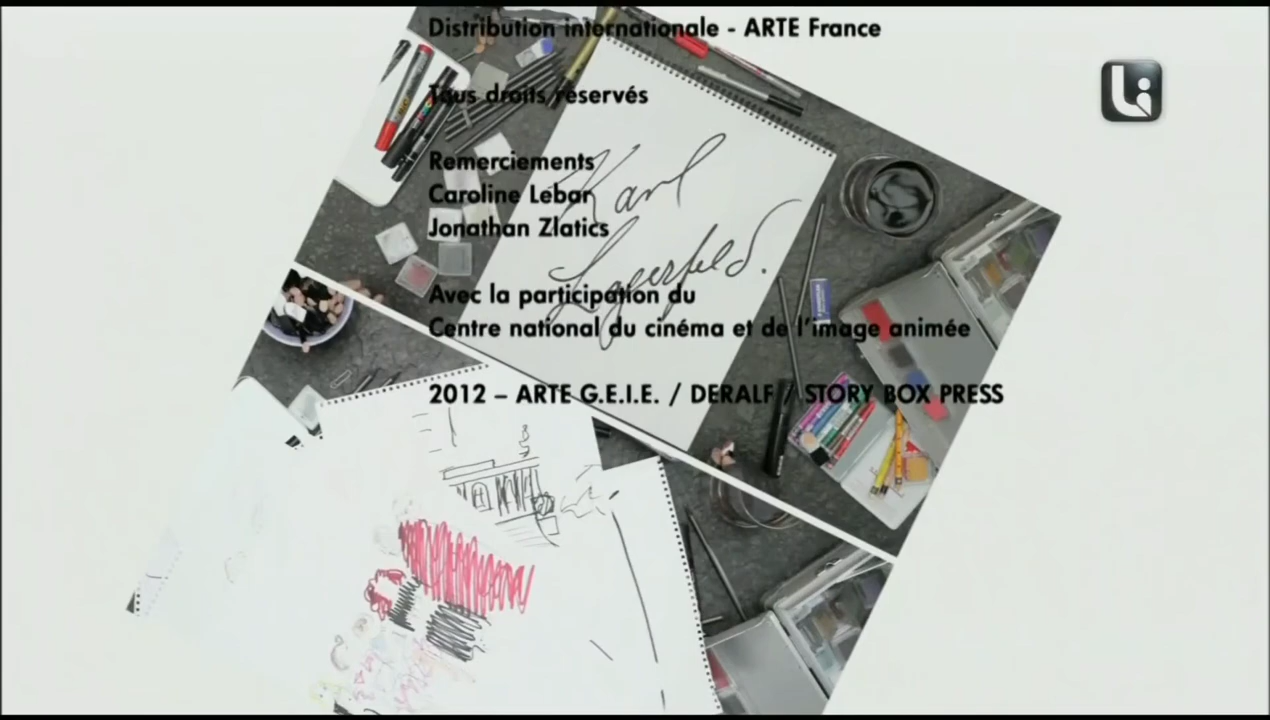 Distribution internationale - ARTE France
Tous droits réservés
Remerciements
Caroline Lebar
Jonathan Zlatics
Avec la participation du
Centre national du cinéma et de l'image animée
2012 – ARTE G.E.I.E. / DERALF / STORY BOX PRESS
Karl
Lagerfeld.